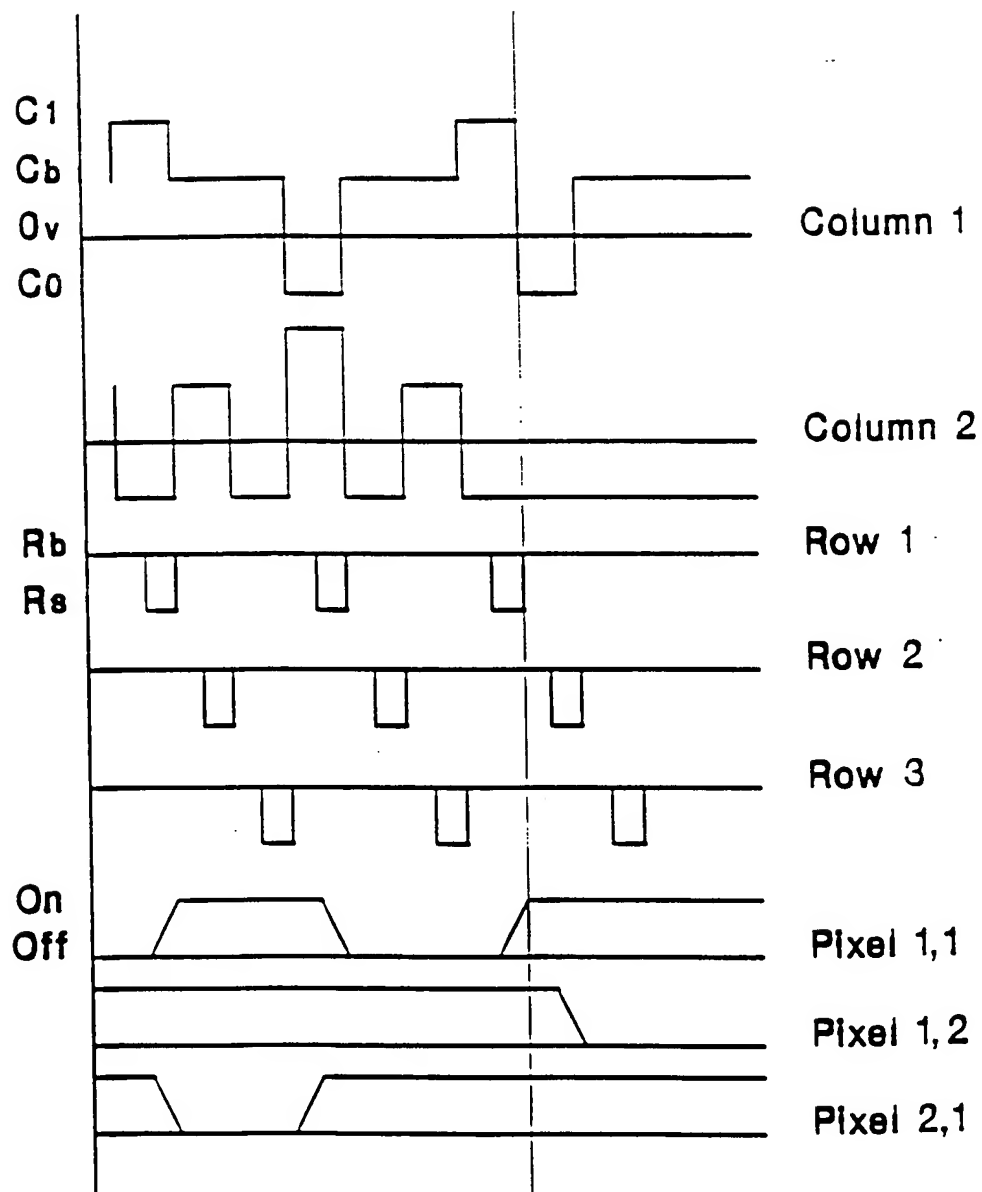 C1
Cb
0v
C0
Column 1
Column 2
Rb
Rs
Row 1
Row 2
Row 3
On
Off
Pixel 1,1
Pixel 1,2
Pixel 2,1